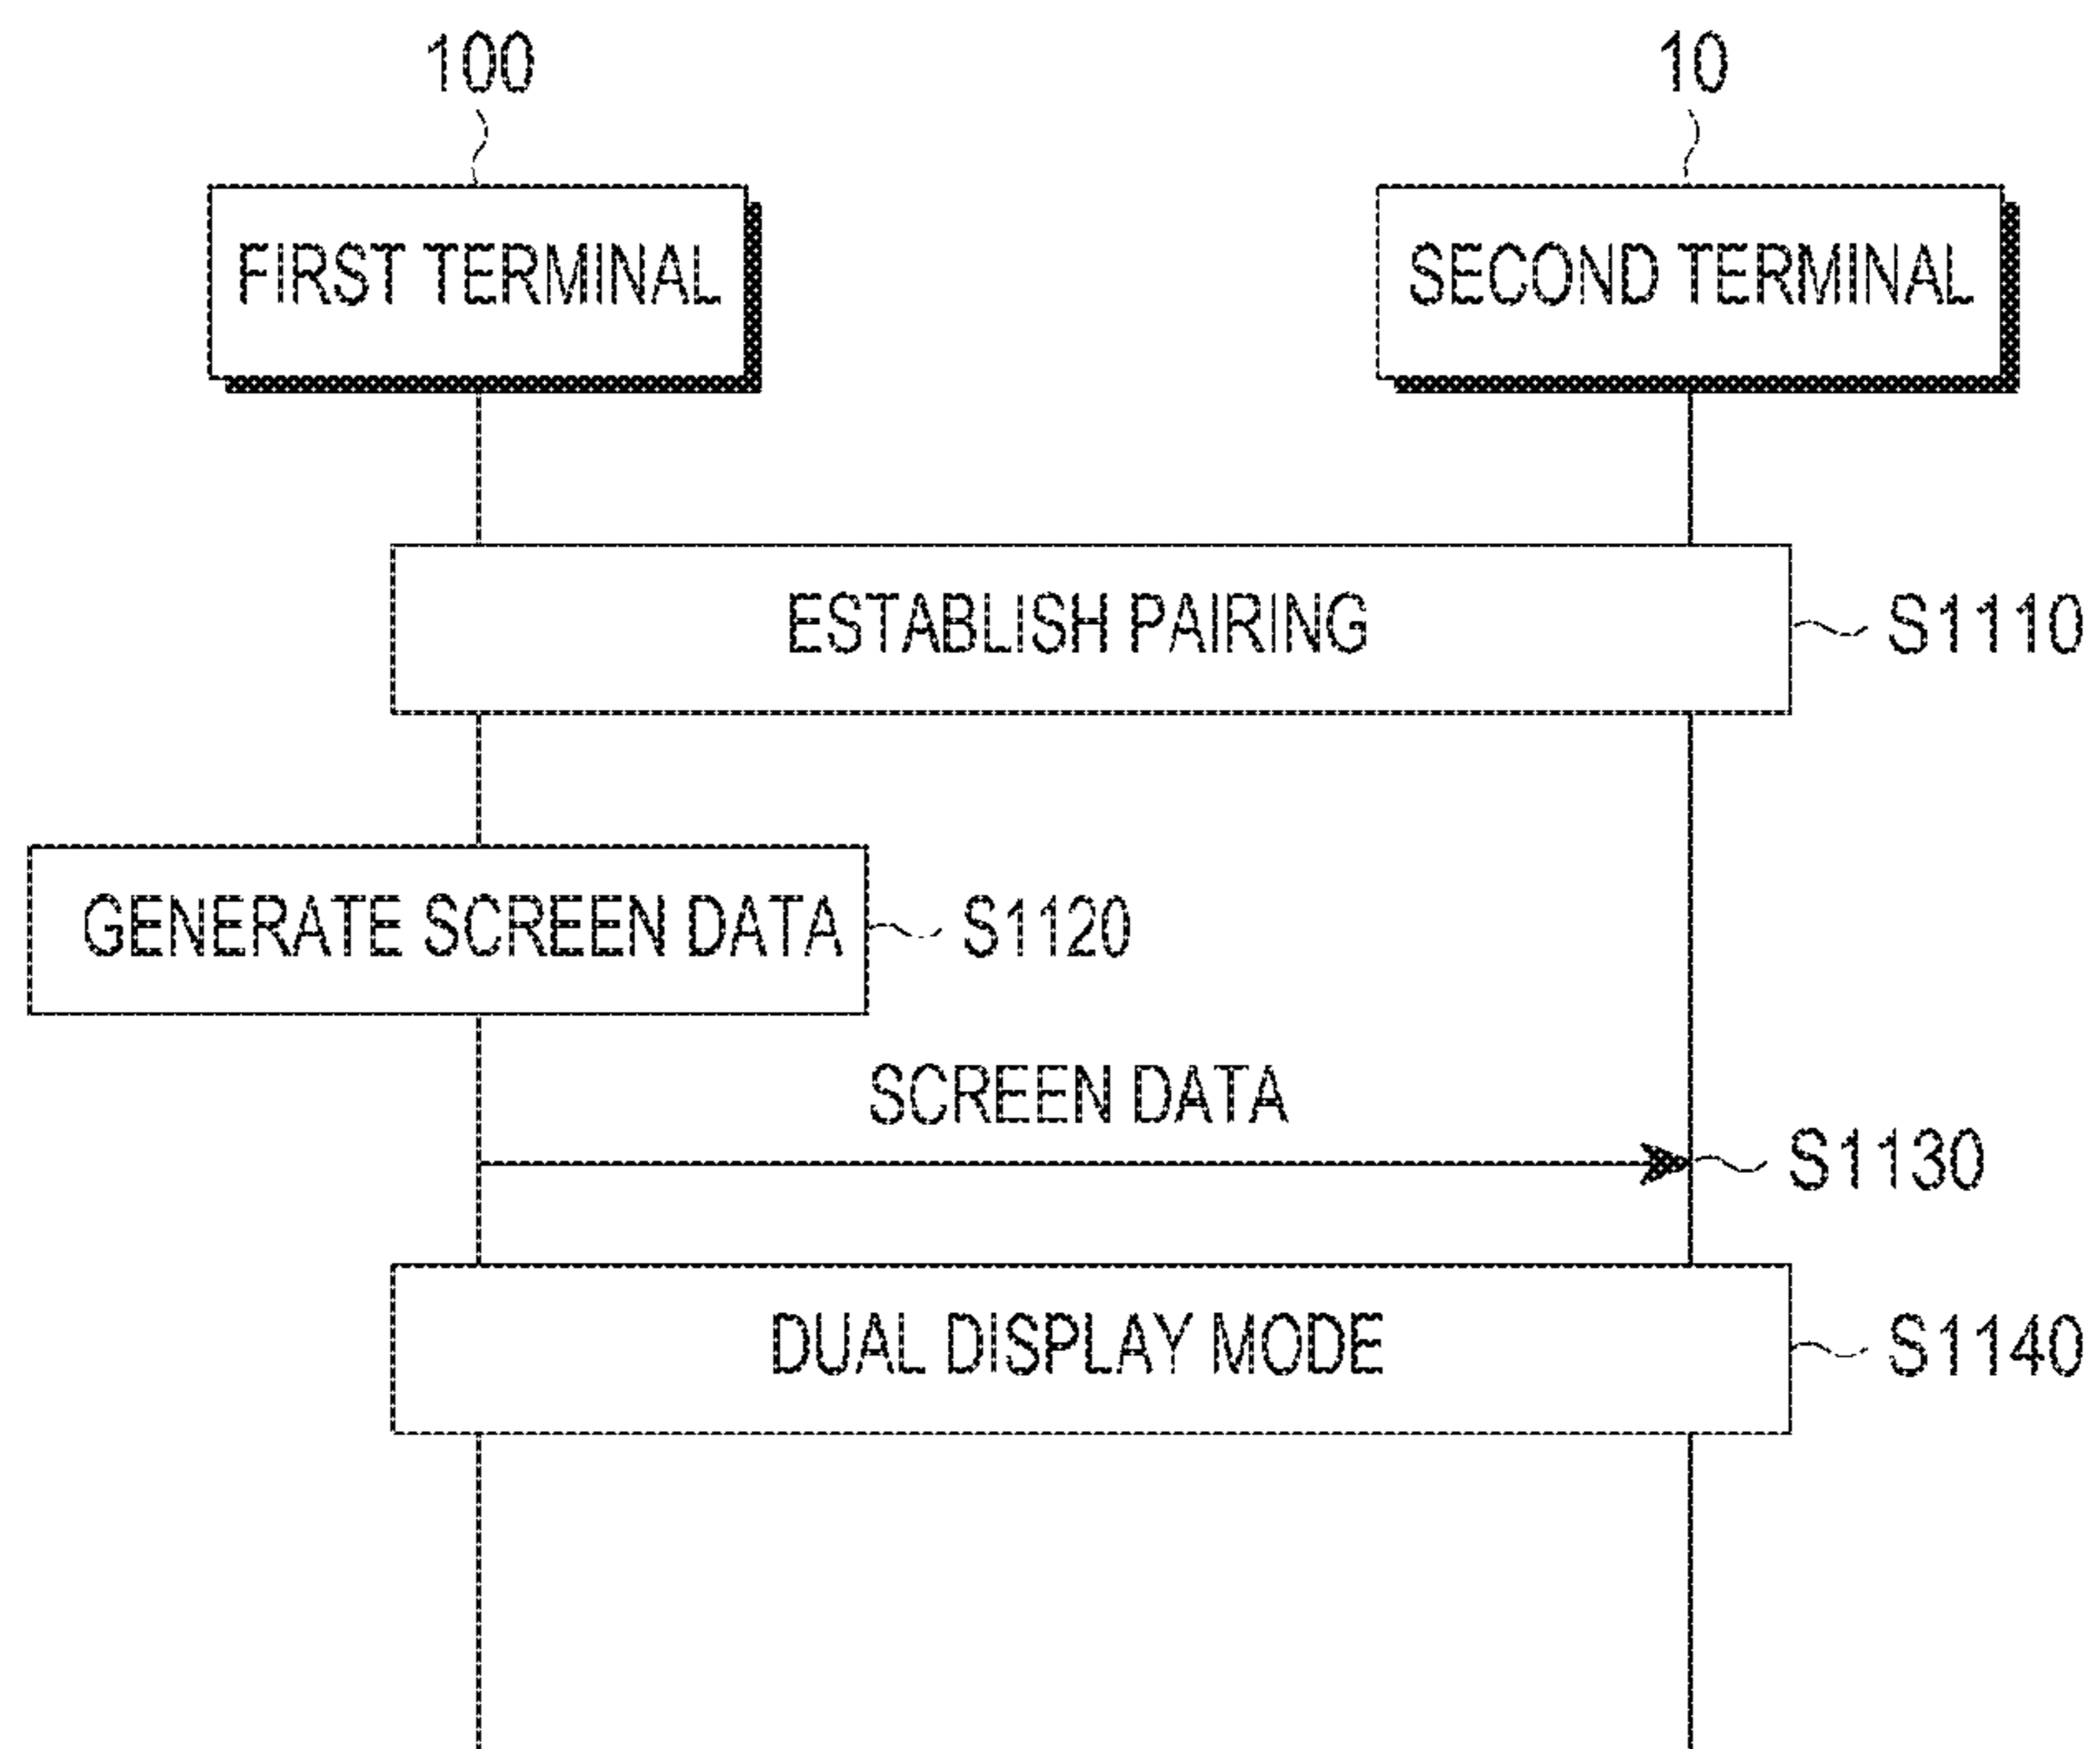 100
10
FIRST TERMINAL
SECOND TERMINAL
ESTABLISH PAIRING
S1110
GENERATE SCREEN DATA
S1120
SCREEN DATA
S1130
DUAL DISPLAY MODE
S1140